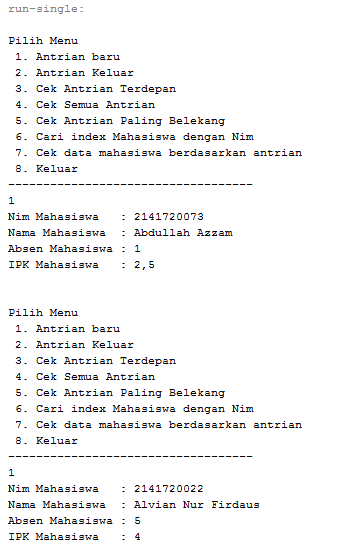 run-single:
Pilih Menu
1. Antrian baru
2. Antrian Keluar
3. Cek Antrian Terdepan
4. Cek Semua Antrian
5. Cek Antrian Paling Belekang
6. Cari index Mahasiswa dengan Nim
7. Cek data mahasiswa berdasarkan antrian
8. Keluar
-----------------------------------
1
Nim Mahasiswa : 2141720073
Nama Mahasiswa : Abdullah Azzam
Absen Mahasiswa : 1
IPK Mahasiswa : 2,5
Pilih Menu
1. Antrian baru
2. Antrian Keluar
3. Cek Antrian Terdepan
4. Cek Semua Antrian
5. Cek Antrian Paling Belekang
6. Cari index Mahasiswa dengan Nim
7. Cek data mahasiswa berdasarkan antrian
8. Keluar
-----------------------------------
1
Nim Mahasiswa : 2141720022
Nama Mahasiswa : Alvian Nur Firdaus
Absen Mahasiswa : 5
IPK Mahasiswa : 4